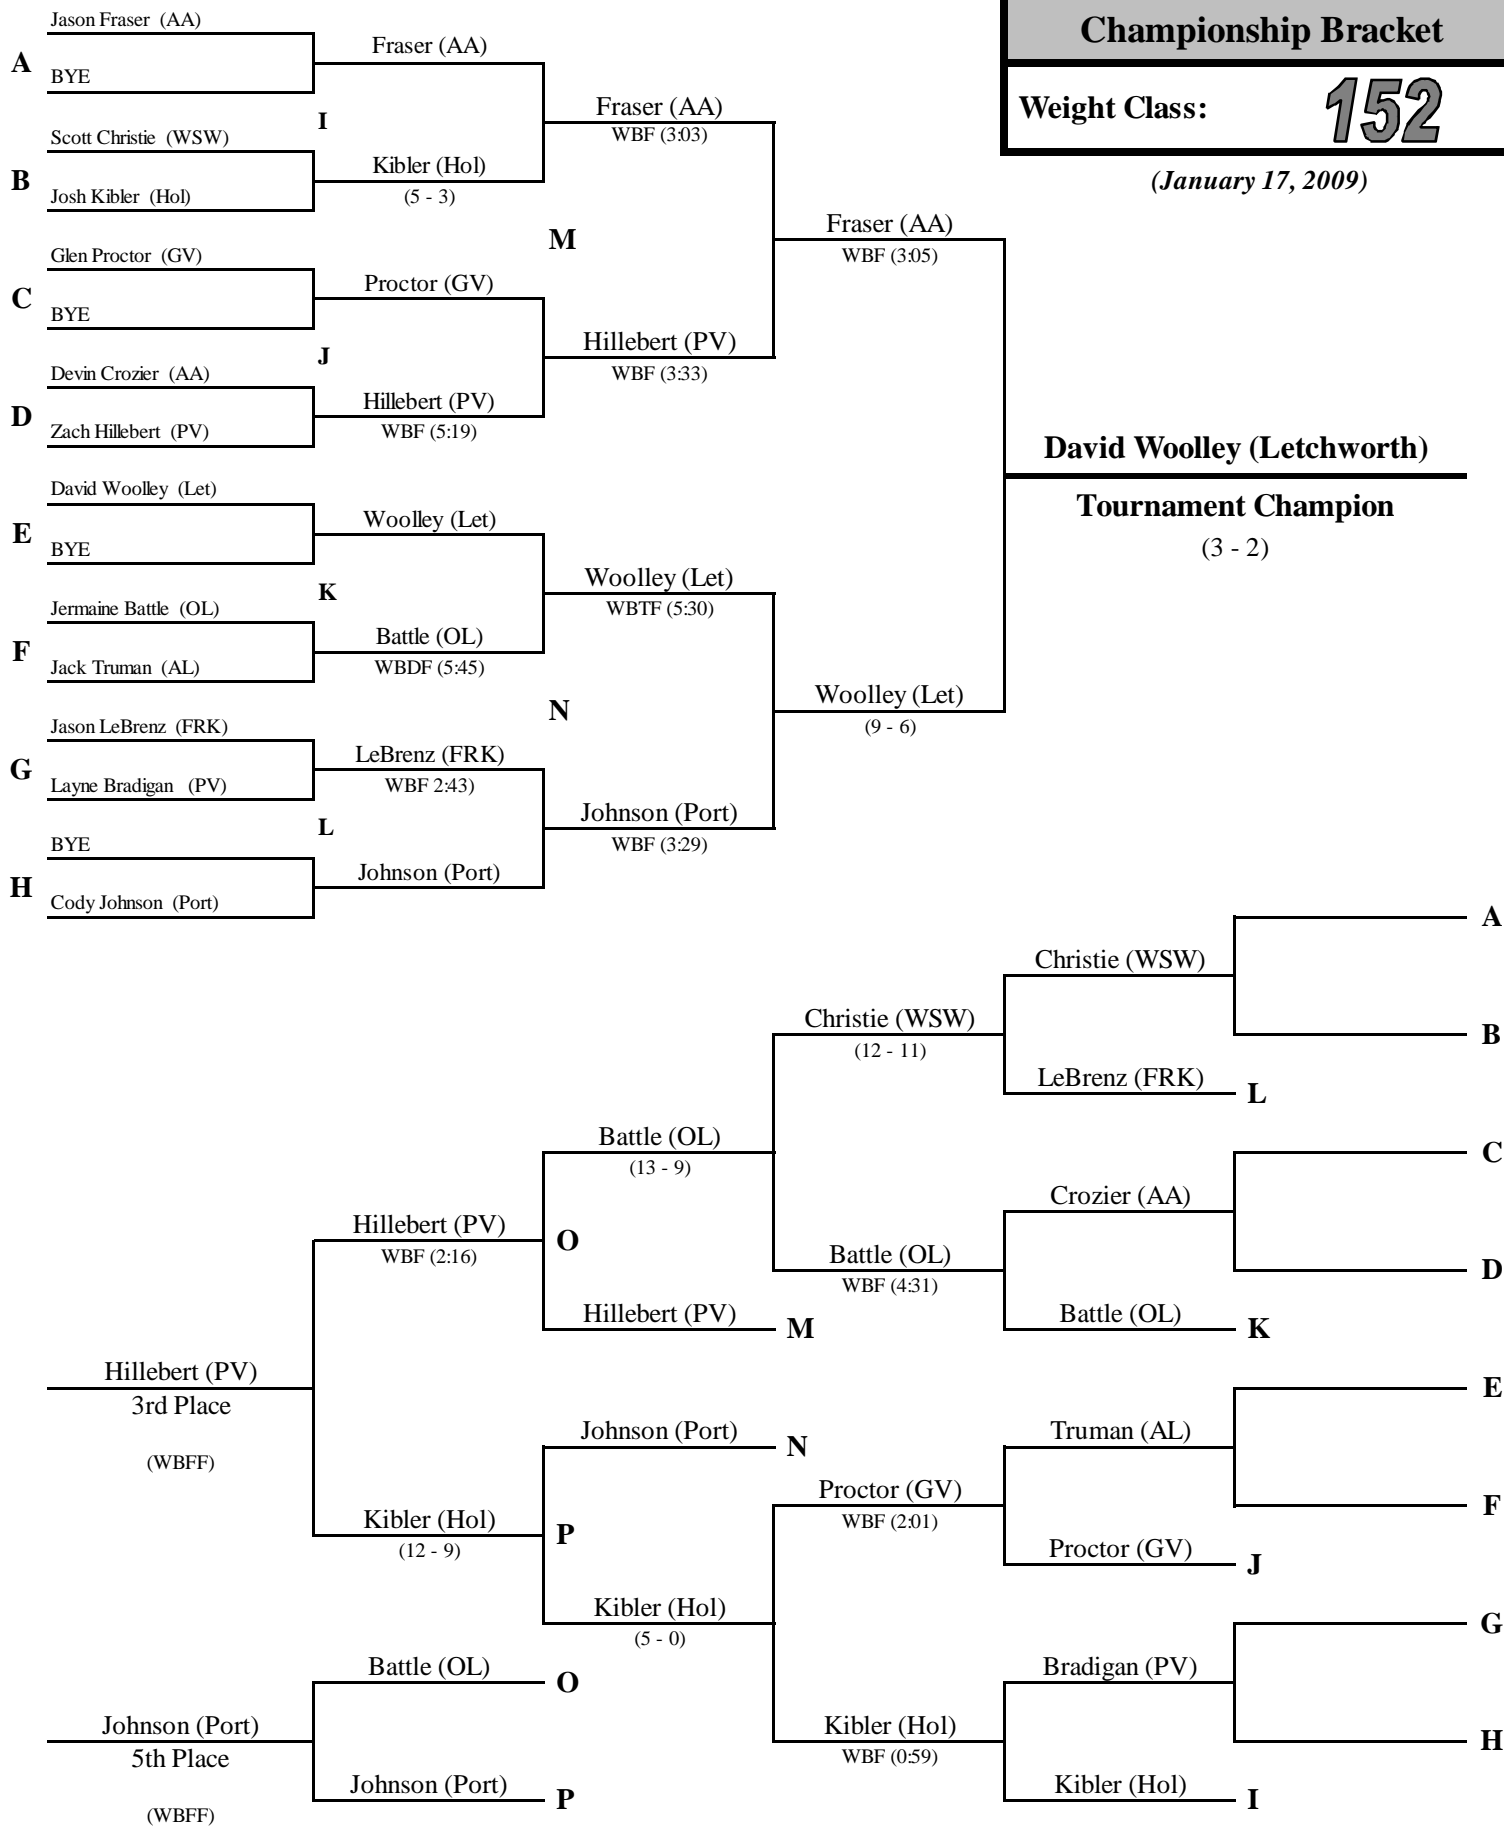 Championship Bracket
Weight Class: 152
(January 17, 2009)
Jason Fraser (AA)
A
BYE
Fraser (AA)
I
Scott Christie (WSW)
B
Josh Kibler (Hol)
Kibler (Hol)
(5 - 3)
Fraser (AA)
WBF (3:03)
M
Glen Proctor (GV)
C
BYE
Proctor (GV)
J
Devin Crozier (AA)
D
Zach Hillebert (PV)
Hillebert (PV)
WBF (5:19)
Hillebert (PV)
WBF (3:33)
Fraser (AA)
WBF (3:05)
David Woolley (Let)
E
BYE
Woolley (Let)
K
Jermaine Battle (OL)
F
Jack Truman (AL)
Battle (OL)
WBDF (5:45)
Woolley (Let)
WBTF (5:30)
N
Jason LeBrenz (FRK)
G
Layne Bradigan (PV)
LeBrenz (FRK)
WBF 2:43)
L
BYE
H
Cody Johnson (Port)
Johnson (Port)
Johnson (Port)
WBF (3:29)
Woolley (Let)
(9 - 6)
David Woolley (Letchworth)
Tournament Champion
(3 - 2)
A
Christie (WSW)
B
Christie (WSW)
(12 - 11)
LeBrenz (FRK)
L
Battle (OL)
(13 - 9)
C
Crozier (AA)
D
Battle (OL)
WBF (4:31)
Battle (OL)
K
Hillebert (PV)
WBF (2:16)
O
Hillebert (PV)
M
Hillebert (PV)
3rd Place
(WBFF)
E
Truman (AL)
F
Johnson (Port)
N
Proctor (GV)
WBF (2:01)
Proctor (GV)
J
Kibler (Hol)
(12 - 9)
P
Kibler (Hol)
(5 - 0)
G
Bradigan (PV)
H
Kibler (Hol)
WBF (0:59)
Kibler (Hol)
I
Battle (OL)
O
Johnson (Port)
5th Place
(WBFF)
Johnson (Port)
P